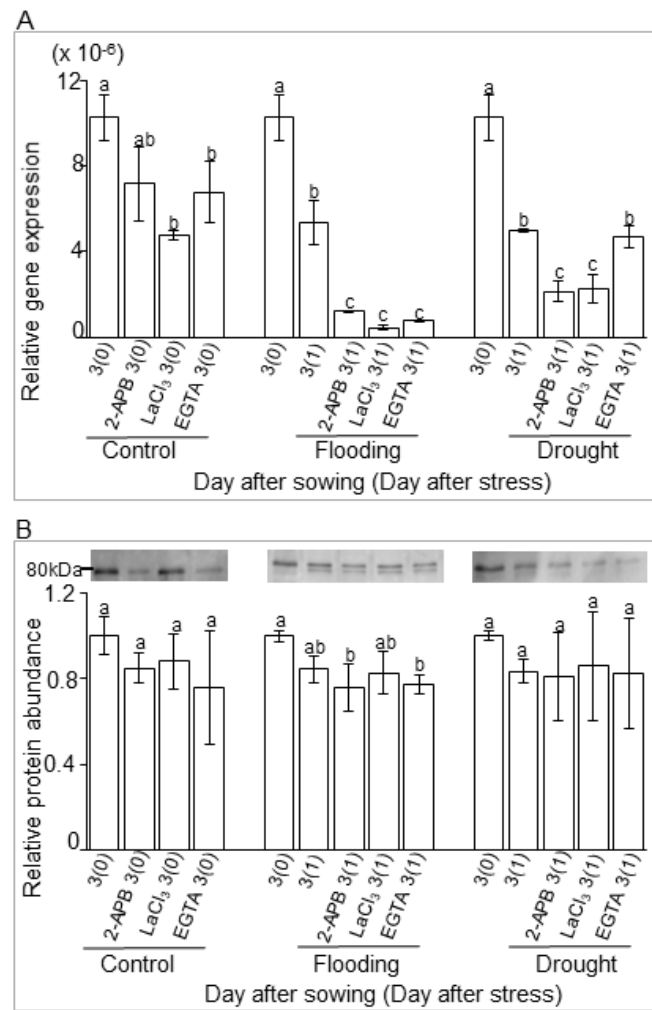 A
(x 10⁻⁶)
12
8
4
0
Relative gene expression
a
ab
b
b
a
b
c
c
c
a
b
c
c
b
3(0)
2-APB 3(0)
LaCl₃ 3(0)
EGTA 3(0)
3(0)
3(1)
2-APB 3(1)
LaCl₃ 3(1)
EGTA 3(1)
3(0)
3(1)
2-APB 3(1)
LaCl₃ 3(1)
EGTA 3(1)
Control
Flooding
Drought
Day after sowing (Day after stress)
B
80kDa
1.2
0.8
0.4
0
Relative protein abundance
a
a
a
a
a
ab
b
ab
b
a
a
a
a
a
3(0)
2-APB 3(0)
LaCl₃ 3(0)
EGTA 3(0)
3(0)
3(1)
2-APB 3(1)
LaCl₃ 3(1)
EGTA 3(1)
3(0)
3(1)
2-APB 3(1)
LaCl₃ 3(1)
EGTA 3(1)
Control
Flooding
Drought
Day after sowing (Day after stress)